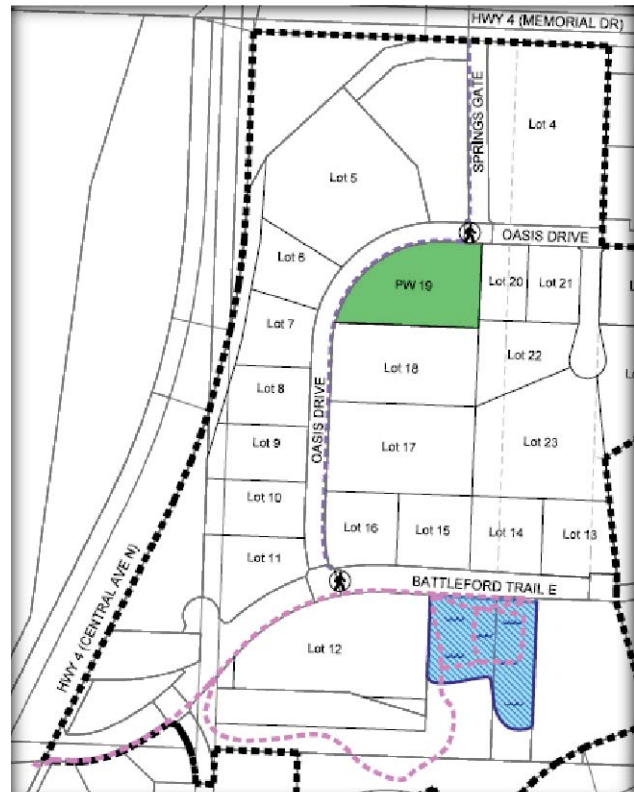 HWY 4 (MEMORIAL DR)
SPRINGS GATE
Lot 4
Lot 5
OASIS DRIVE
Lot 6
PW 19
Lot 20
Lot 21
Lot 7
Lot 22
Lot 18
Lot 8
OASIS DRIVE
Lot 9
Lot 17
Lot 23
Lot 10
Lot 16
Lot 15
Lot 14
Lot 13
Lot 11
BATTLEFORD TRAIL E
HWY 4 (CENTRAL AVE N)
Lot 12